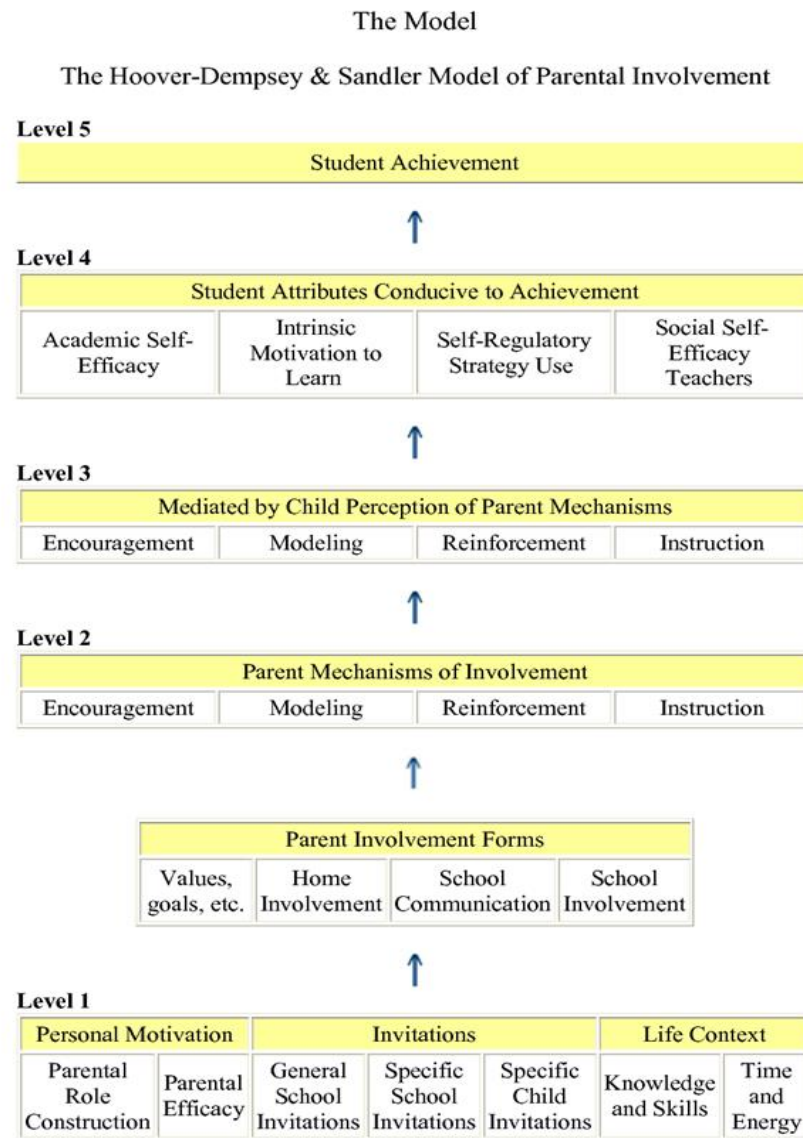 The Model
The Hoover-Dempsey & Sandler Model of Parental Involvement
Level 5
Student Achievement
Level 4
Student Attributes Conducive to Achievement
Academic Self-
Efficacy
Intrinsic
Motivation to
Learn
Self-Regulatory
Strategy Use
Social Self-
Efficacy
Teachers
Level 3
Mediated by Child Perception of Parent Mechanisms
Encouragement
Modeling
Reinforcement
Instruction
Level 2
Parent Mechanisms of Involvement
Encouragement
Modeling
Reinforcement
Instruction
Parent Involvement Forms
Values,
goals, etc.
Home
Involvement
School
Communication
School
Involvement
Level 1
Personal Motivation
Invitations
Life Context
Parental
Role
Construction
Parental
Efficacy
General
School
Invitations
Specific
School
Invitations
Specific
Child
Invitations
Knowledge
and Skills
Time
and
Energy